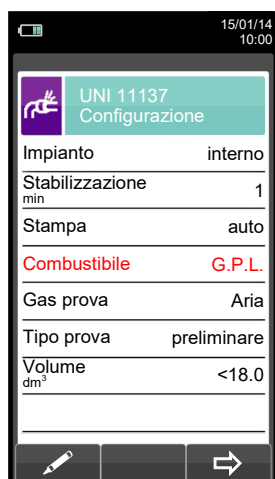 15/01/14
10:00
UNI 11137
Configurazione
Impianto interno
Stabilizzazione 1
min
Stampa auto
Combustibile G.P.L.
Gas prova Aria
Tipo prova preliminare
Volume <18.0
dm³